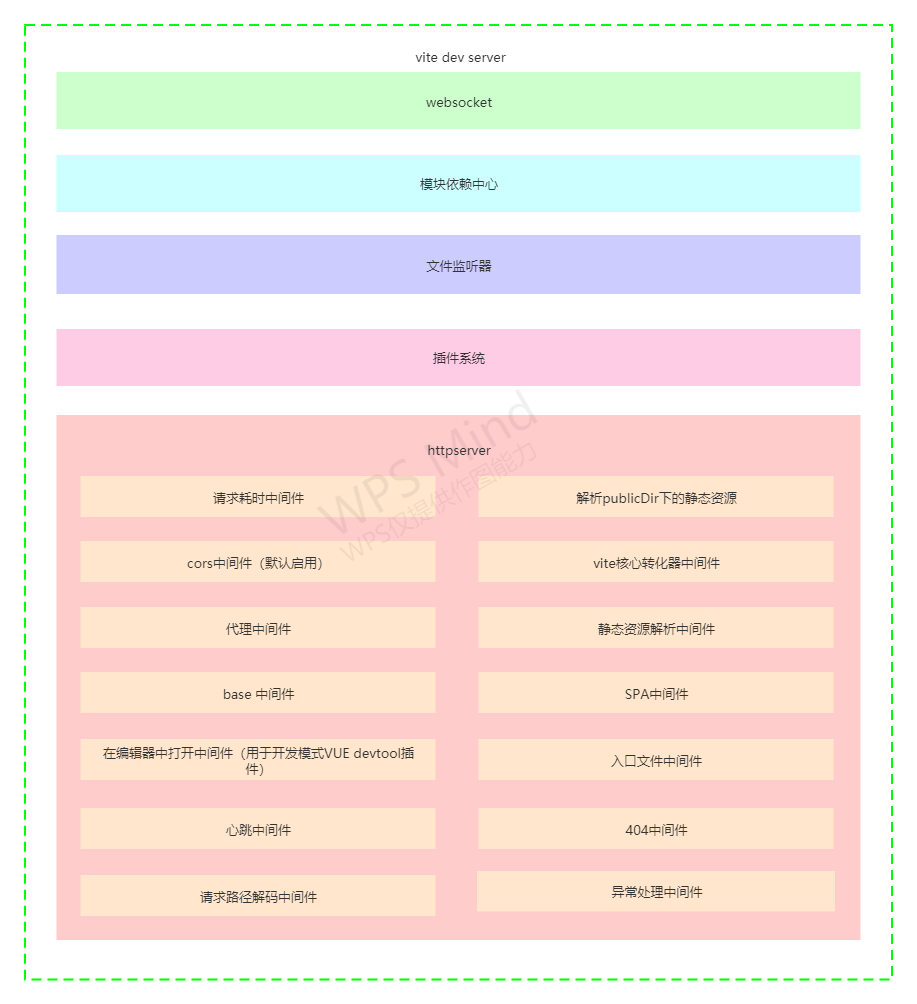 vite dev server
websocket
模块依赖中心
文件监听器
插件系统
httpserver
请求耗时中间件
解析publicDir下的静态资源
cors中间件（默认启用）
vite核心转化器中间件
代理中间件
静态资源解析中间件
base 中间件
SPA中间件
在编辑器中打开中间件（用于开发模式VUE devtool插
件）
入口文件中间件
心跳中间件
404中间件
请求路径解码中间件
异常处理中间件
WPS Mind
WPS仅提供作图能力